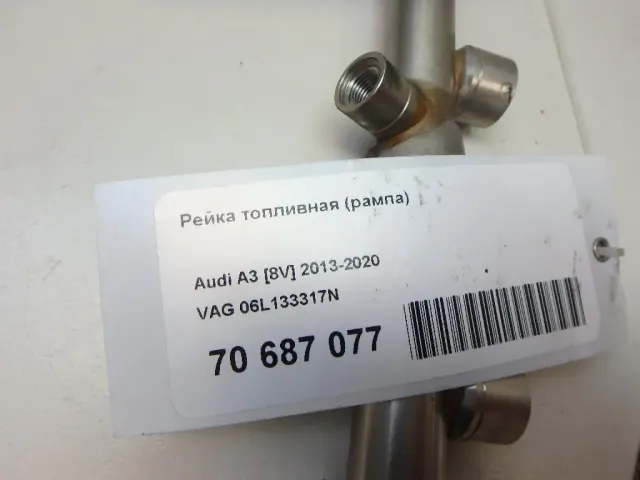 Рейка топливная (рампа)
Audi A3 [8V] 2013-2020
VAG 06L133317N
70 687 077